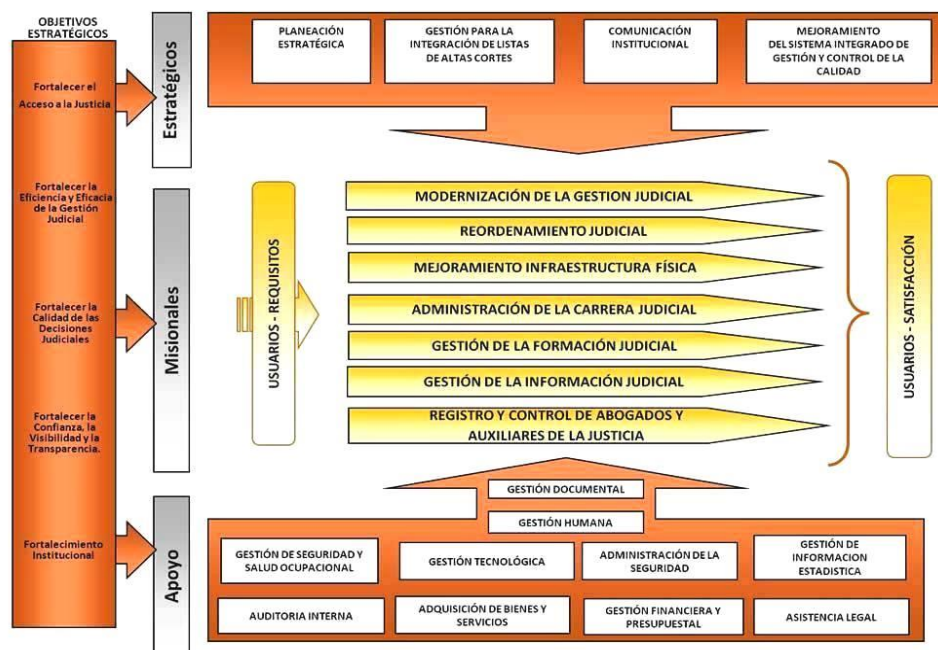 OBJETIVOS
ESTRATÉGICOS
Fortalecer el
Acceso a la Justicia
Fortalecer la
Eficiencia y Eficacia
de la Gestión
Judicial
Fortalecer la
Calidad de las
Decisiones
Judiciales
Fortalecer la
Confianza, la
Visibilidad y la
Transparencia.
Fortalecimiento
Institucional
Estratégicos
Misionales
Apoyo
PLANEACIÓN
ESTRATÉGICA
GESTIÓN PARA LA
INTEGRACIÓN DE LISTAS
DE ALTAS CORTES
COMUNICACIÓN
INSTITUCIONAL
MEJORAMIENTO
DEL SISTEMA INTEGRADO DE
GESTIÓN Y CONTROL DE LA
CALIDAD
USUARIOS - REQUISITOS
MODERNIZACIÓN DE LA GESTION JUDICIAL
REORDENAMIENTO JUDICIAL
MEJORAMIENTO INFRAESTRUCTURA FÍSICA
ADMINISTRACIÓN DE LA CARRERA JUDICIAL
GESTIÓN DE LA FORMACIÓN JUDICIAL
GESTIÓN DE LA INFORMACIÓN JUDICIAL
REGISTRO Y CONTROL DE ABOGADOS Y
AUXILIARES DE LA JUSTICIA
USUARIOS - SATISFACCIÓN
GESTIÓN DOCUMENTAL
GESTIÓN HUMANA
GESTIÓN DE SEGURIDAD Y
SALUD OCUPACIONAL
GESTIÓN TECNOLÓGICA
ADMINISTRACIÓN DE LA
SEGURIDAD
GESTIÓN DE
INFORMACION
ESTADISTICA
AUDITORIA INTERNA
ADQUISICIÓN DE BIENES Y
SERVICIOS
GESTIÓN FINANCIERA Y
PRESUPUESTAL
ASISTENCIA LEGAL